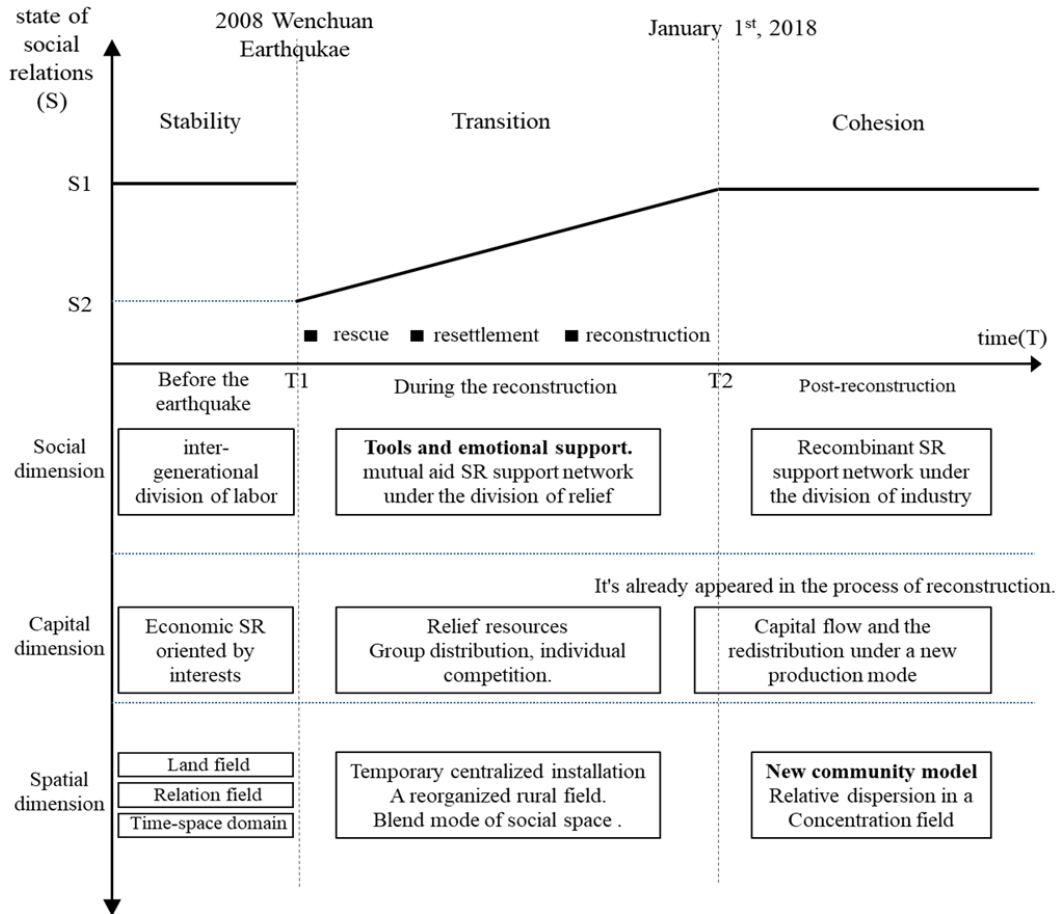 state of
social
relations
(S)
2008 Wenchuan
Earthqukae
January 1st, 2018
Stability
Transition
Cohesion
S1
S2
■ rescue ■ resettlement ■ reconstruction
time(T)
Before the
earthquake
T1
During the reconstruction
T2
Post-reconstruction
Social
dimension
inter-
generational
division of labor
Tools and emotional support.
mutual aid SR support network
under the division of relief
Recombinant SR
support network under
the division of industry
It's already appeared in the process of reconstruction.
Capital
dimension
Economic SR
oriented by
interests
Relief resources
Group distribution, individual
competition.
Capital flow and the
redistribution under a new
production mode
Spatial
dimension
Land field
Relation field
Time-space domain
Temporary centralized installation
A reorganized rural field.
Blend mode of social space .
New community model
Relative dispersion in a
Concentration field